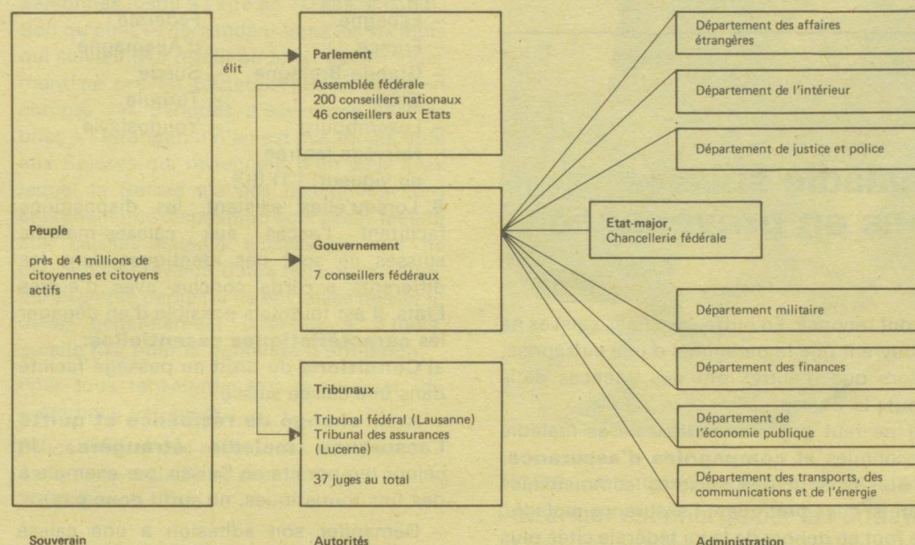 Peuple
près de 4 millions de
citoyennes et citoyens
actifs
Souverain
élit
Parlement
Assemblée fédérale
200 conseillers nationaux
46 conseillers aux Etats
Gouvernement
7 conseillers fédéraux
Tribunaux
Tribunal fédéral (Lausanne)
Tribunal des assurances
(Lucerne)
37 juges au total
Autorités
Département des affaires
étrangères
Département de l'intérieur
Département de justice et police
Etat-major,
Chancellerie fédérale
Département militaire
Département des finances
Département de
l'économie publique
Département des transports, des
communications et de l'énergie
Administration